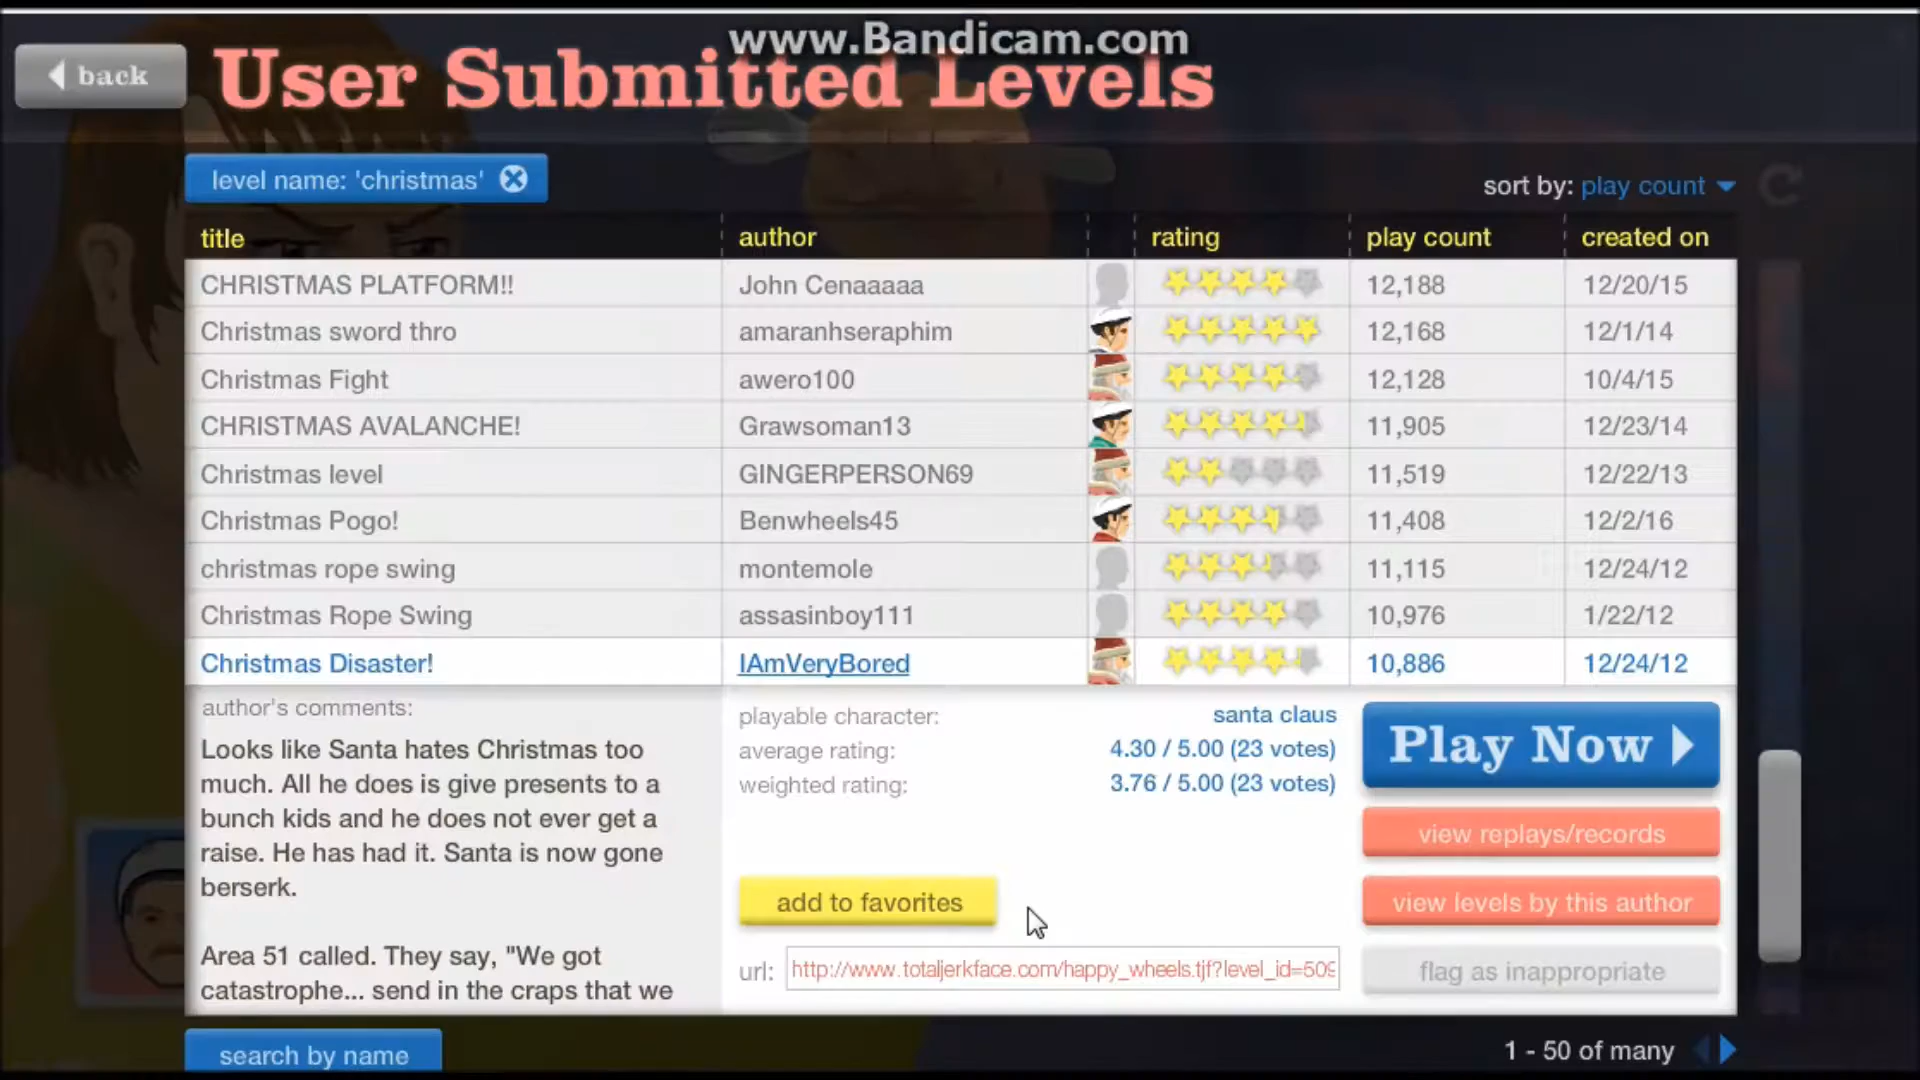 www.Bandicam.com
back
User Submitted Levels
level name: 'christmas'
sort by: play count
title author rating play count created on
CHRISTMAS PLATFORM!! John Cenaaaaa 12,188 12/20/15
Christmas sword thro amaranhseraphim 12,168 12/1/14
Christmas Fight awero100 12,128 10/4/15
CHRISTMAS AVALANCHE! Grawsoman13 11,905 12/23/14
Christmas level GINGERPERSON69 11,519 12/22/13
Christmas Pogo! Benwheels45 11,408 12/2/16
christmas rope swing montemole 11,115 12/24/12
Christmas Rope Swing assasinboy111 10,976 1/22/12
Christmas Disaster! IAmVeryBored 10,886 12/24/12
author's comments:
Looks like Santa hates Christmas too
much. All he does is give presents to a
bunch kids and he does not ever get a
raise. He has had it. Santa is now gone
berserk.
Area 51 called. They say, "We got
catastrophe... send in the craps that we
playable character: santa claus
average rating: 4.30 / 5.00 (23 votes)
weighted rating: 3.76 / 5.00 (23 votes)
add to favorites
url: http://www.totaljerkface.com/happy_wheels.tjf?level_id=509
Play Now
view replays/records
view levels by this author
flag as inappropriate
search by name
1 - 50 of many